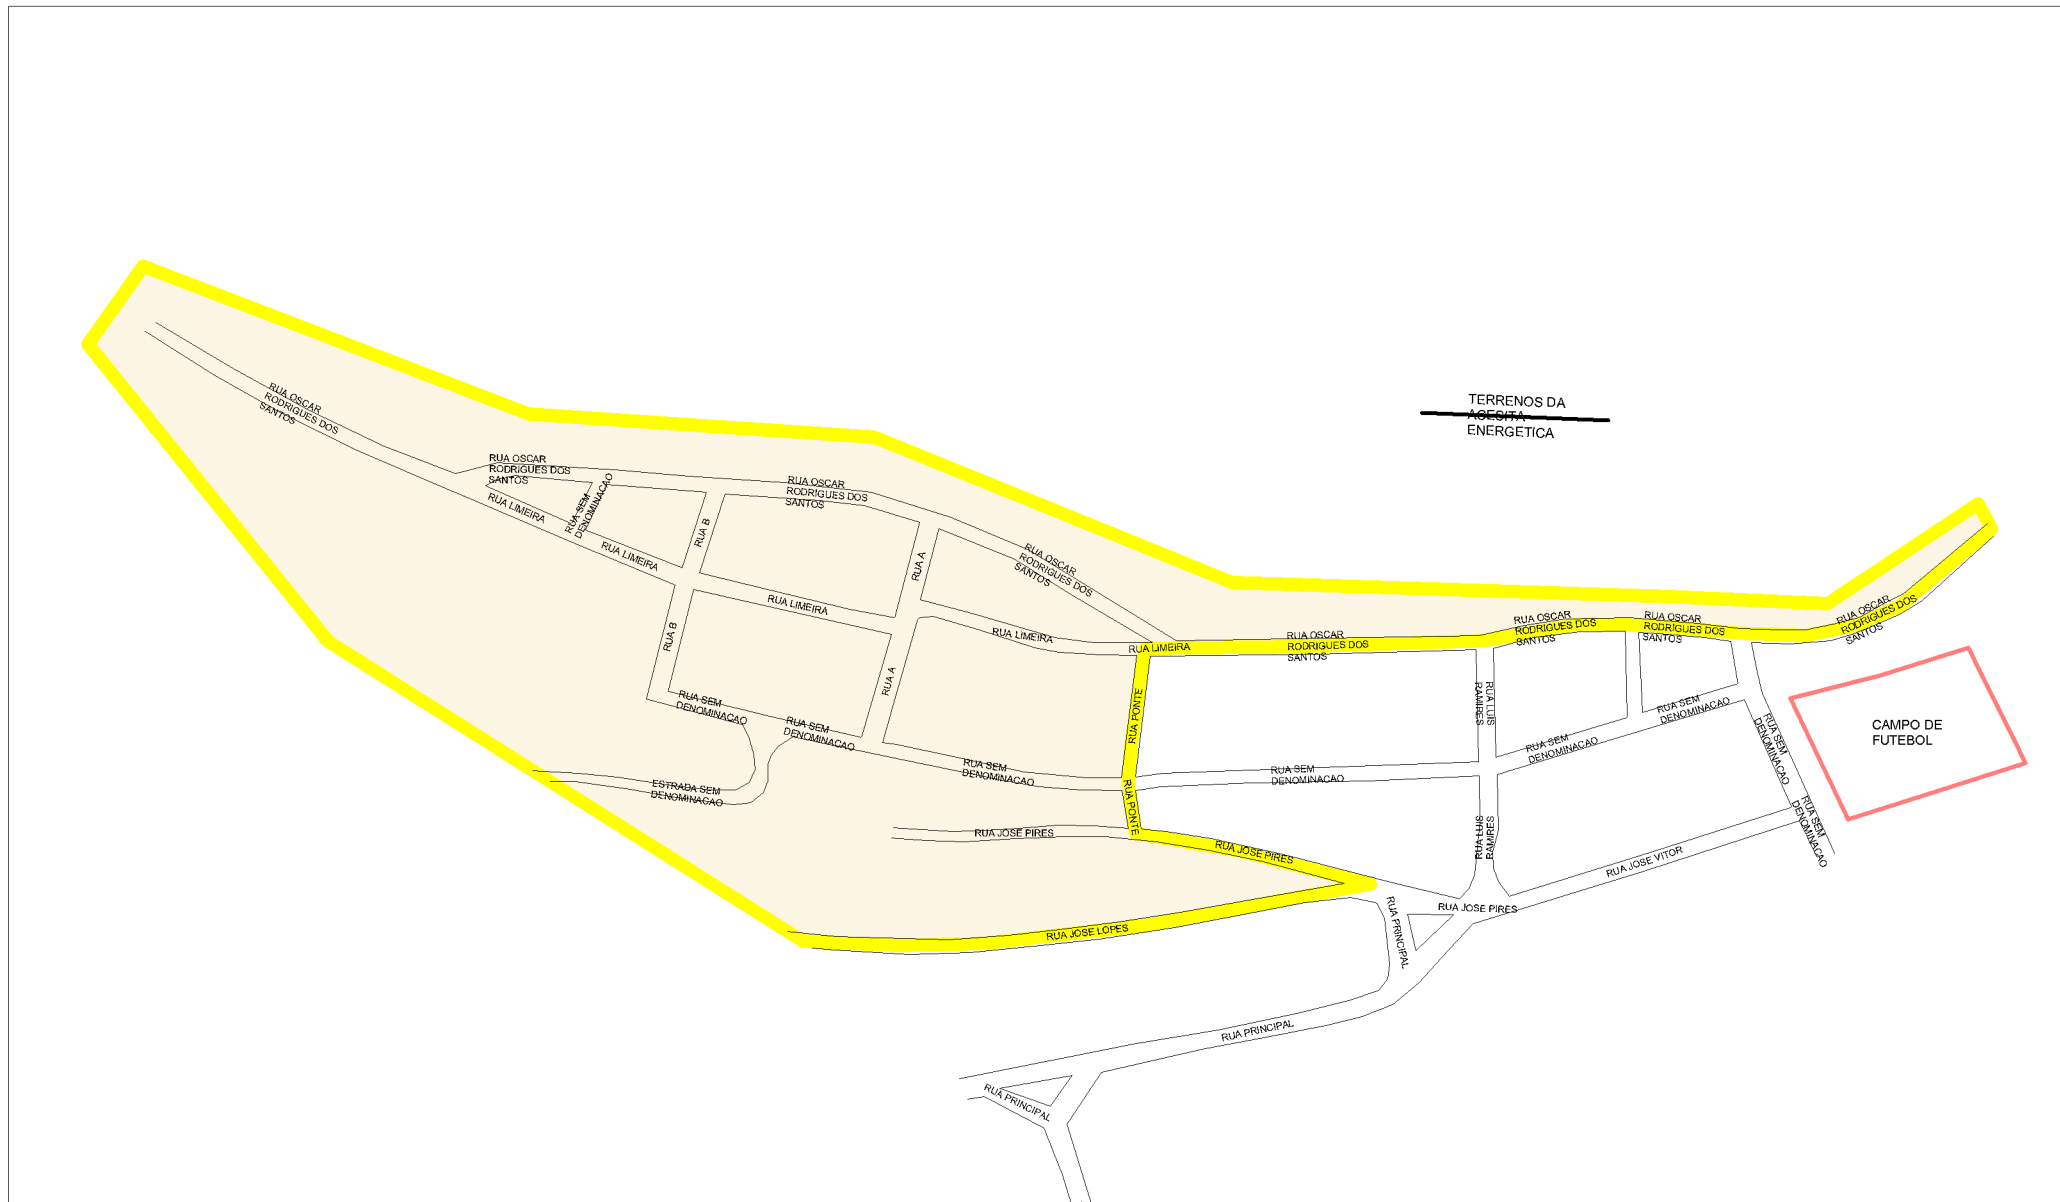 TERRENOS DA
ACESITA
ENERGETICA
RUA OSCAR
RODRIGUES DOS
SANTOS
RUA OSCAR
RODRIGUES DOS
SANTOS
RUA SEM
DENOMINACAO
RUA OSCAR
RODRIGUES DOS
SANTOS
RUA LIMEIRA
RUA B
RUA LIMEIRA
RUA A
RUA OSCAR
RODRIGUES DOS
SANTOS
RUA LIMEIRA
RUA B
RUA LIMEIRA
RUA LIMEIRA
RUA OSCAR
RODRIGUES DOS
SANTOS
RUA OSCAR
RODRIGUES DOS
SANTOS
RUA OSCAR
RODRIGUES DOS
SANTOS
RUA OSCAR
RODRIGUES DOS
SANTOS
RUA A
RUA SEM
DENOMINACAO
RUA SEM
DENOMINACAO
RUA PONTE
RUA LUIS
RAMIRES
RUA SEM
DENOMINACAO
RUA SEM
DENOMINACAO
RUA SEM
DENOMINACAO
CAMPO DE
FUTEBOL
RUA SEM
DENOMINACAO
RUA SEM
DENOMINACAO
ESTRADA SEM
DENOMINACAO
RUA PONTE
RUA JOSE PIRES
RUA JOSE PIRES
RUA LUIS
RAMIRES
RUA JOSE VITOR
RUA SEM
DENOMINACAO
RUA JOSE PIRES
RUA JOSE LOPES
RUA PRINCIPAL
RUA PRINCIPAL
RUA PRINCIPAL